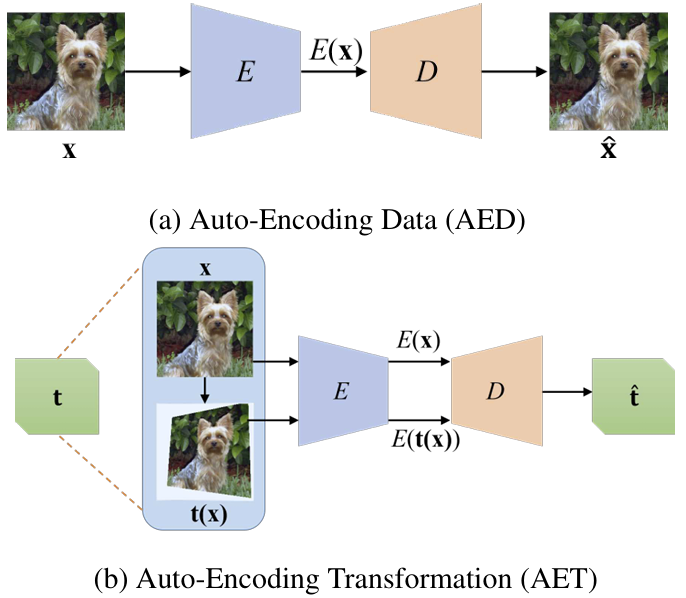 E
E(x)
D
x
x̂
(a) Auto-Encoding Data (AED)
x
E(x)
t
E
D
t̂
E(t(x))
t(x)
(b) Auto-Encoding Transformation (AET)